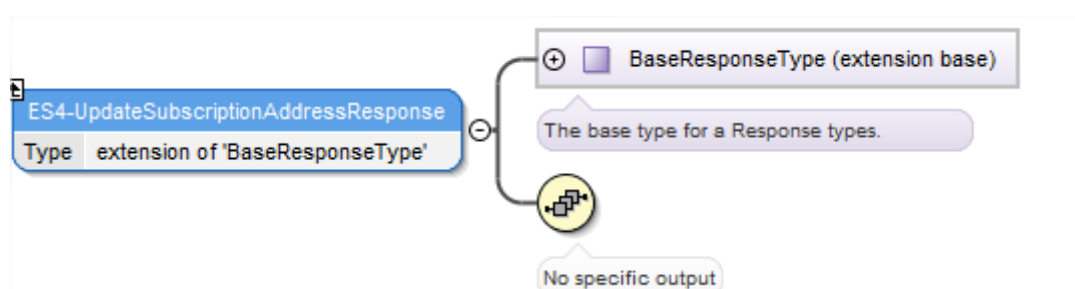 BaseResponseType (extension base)
ES4-UpdateSubscriptionAddressResponse
The base type for a Response types.
Type extension of 'BaseResponseType'
No specific output